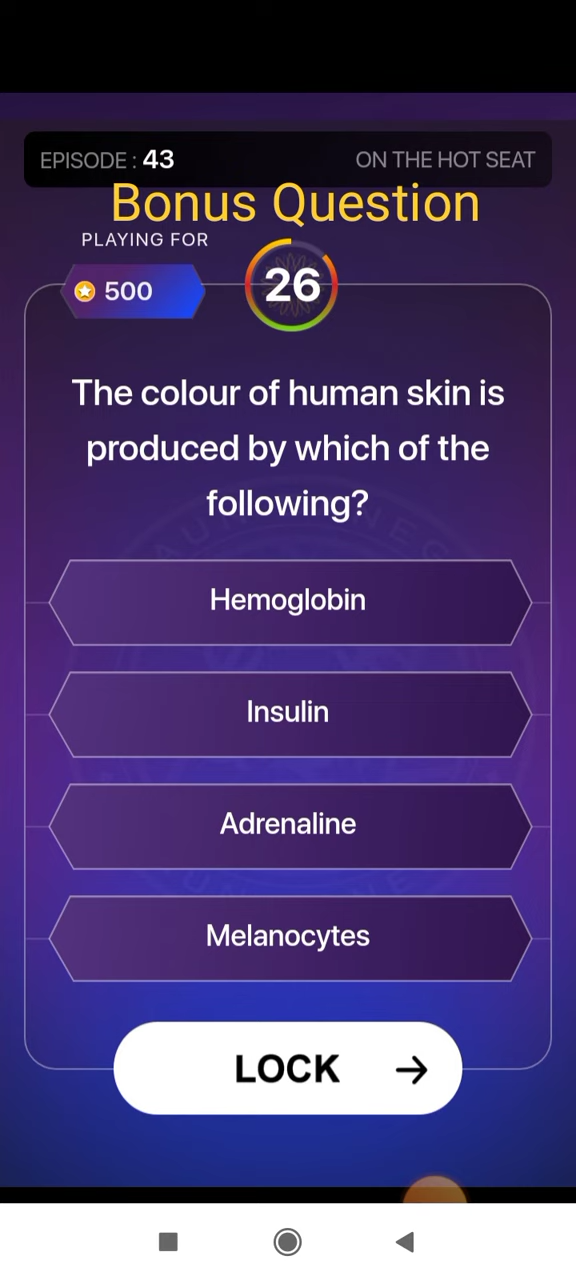 EPISODE : 43
ON THE HOT SEAT
Bonus Question
PLAYING FOR
500
26
The colour of human skin is
produced by which of the
following?
Hemoglobin
Insulin
Adrenaline
Melanocytes
LOCK